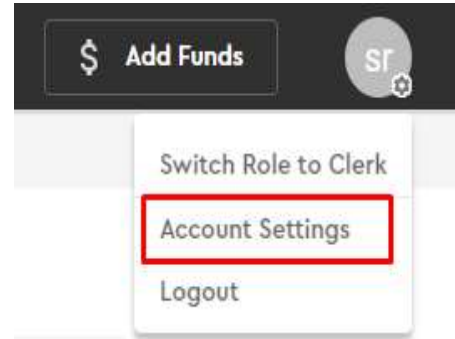 $ Add Funds
sr
Switch Role to Clerk
Account Settings
Logout